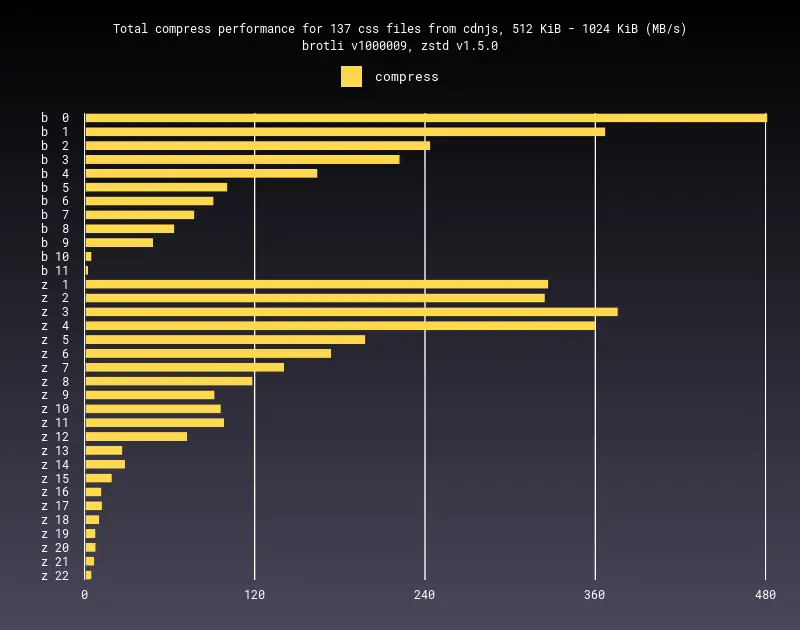 Total compress performance for 137 css files from cdnjs, 512 KiB - 1024 KiB (MB/s)
brotli v1000009, zstd v1.5.0
compress
b  0
b  1
b  2
b  3
b  4
b  5
b  6
b  7
b  8
b  9
b 10
b 11
z  1
z  2
z  3
z  4
z  5
z  6
z  7
z  8
z  9
z 10
z 11
z 12
z 13
z 14
z 15
z 16
z 17
z 18
z 19
z 20
z 21
z 22
0 120 240 360 480